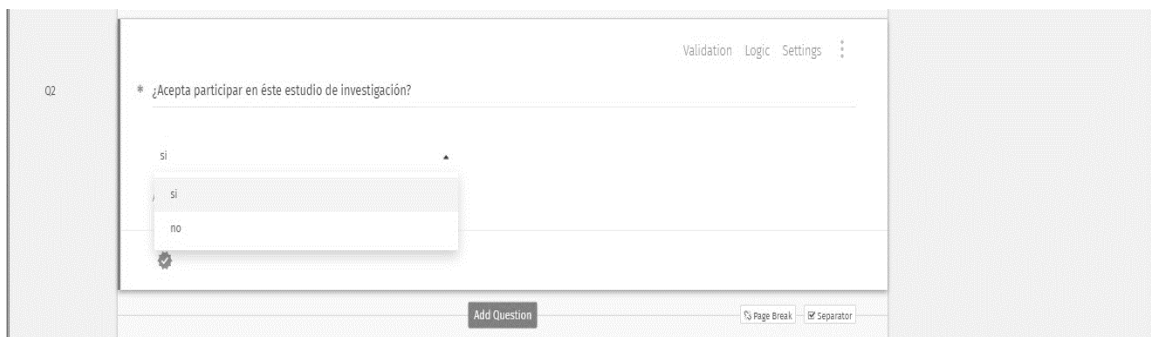 Validation Logic Settings
Q2
* ¿Acepta participar en éste estudio de investigación?
si
si
no
Add Question
Page Break
Separator